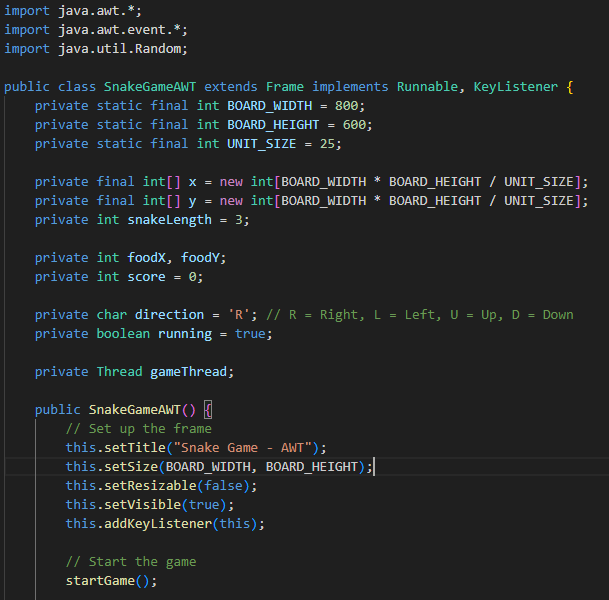 import java.awt.*;
import java.awt.event.*;
import java.util.Random;

public class SnakeGameAWT extends Frame implements Runnable, KeyListener {
    private static final int BOARD_WIDTH = 800;
    private static final int BOARD_HEIGHT = 600;
    private static final int UNIT_SIZE = 25;

    private final int[] x = new int[BOARD_WIDTH * BOARD_HEIGHT / UNIT_SIZE];
    private final int[] y = new int[BOARD_WIDTH * BOARD_HEIGHT / UNIT_SIZE];
    private int snakeLength = 3;

    private int foodX, foodY;
    private int score = 0;

    private char direction = 'R'; // R = Right, L = Left, U = Up, D = Down
    private boolean running = true;

    private Thread gameThread;

    public SnakeGameAWT() {
        // Set up the frame
        this.setTitle("Snake Game - AWT");
        this.setSize(BOARD_WIDTH, BOARD_HEIGHT);
        this.setResizable(false);
        this.setVisible(true);
        this.addKeyListener(this);

        // Start the game
        startGame();